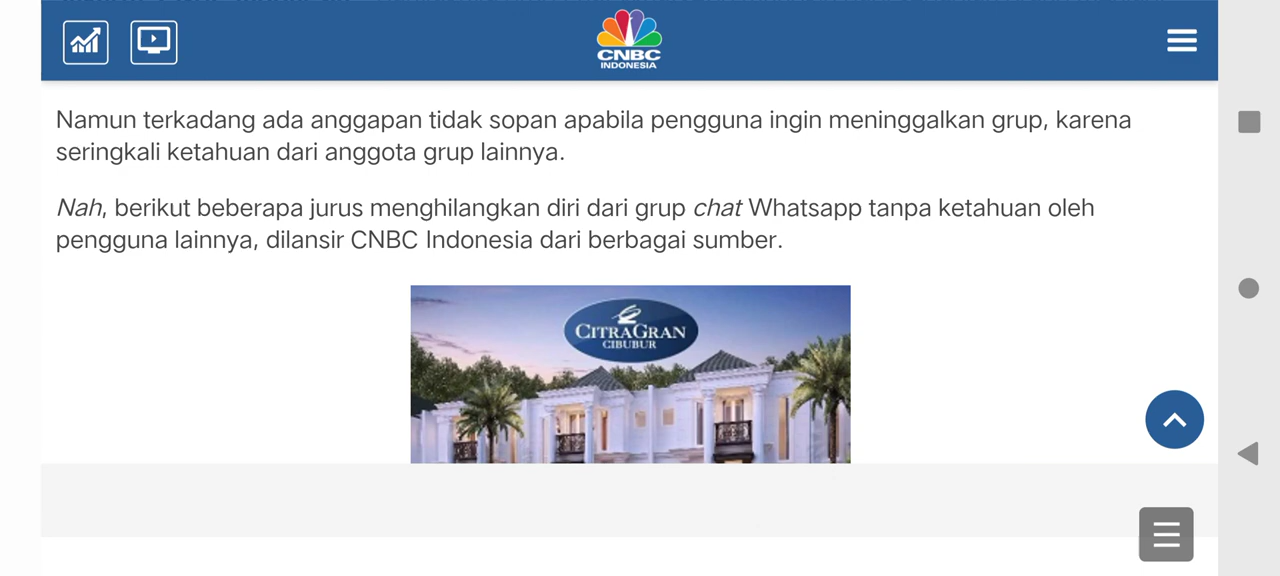 CNBC
INDONESIA
Namun terkadang ada anggapan tidak sopan apabila pengguna ingin meninggalkan grup, karena
seringkali ketahuan dari anggota grup lainnya.
Nah, berikut beberapa jurus menghilangkan diri dari grup chat Whatsapp tanpa ketahuan oleh
pengguna lainnya, dilansir CNBC Indonesia dari berbagai sumber.
CITRAGRAN
CIBUBUR